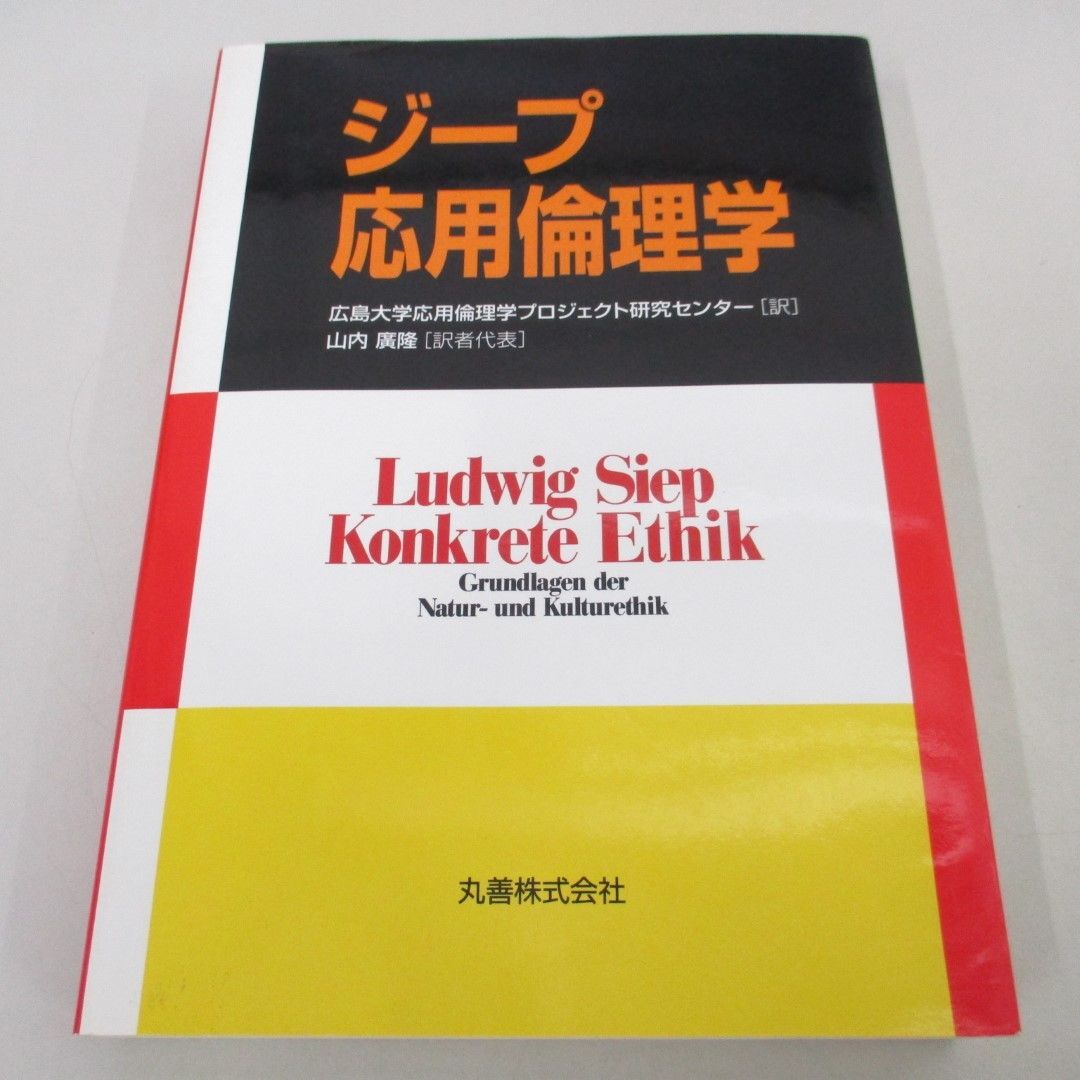 ジープ
応用倫理学
広島大学応用倫理学プロジェクト研究センター［訳］
山内 廣隆［訳者代表］
Ludwig Siep
Konkrete Ethik
Grundlagen der
Natur- und Kulturethik
丸善株式会社